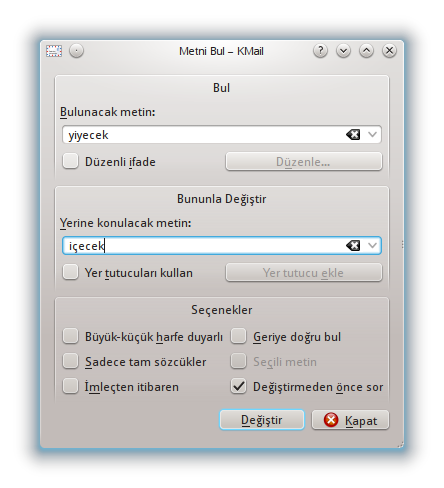 Metni Bul – KMail
Bul
Bulunacak metin:
yiyecek
Düzenli ifade
Düzenle...
Bununla Değiştir
Yerine konulacak metin:
içecek
Yer tutucuları kullan
Yer tutucu ekle
Seçenekler
Büyük-küçük harfe duyarlı
Geriye doğru bul
Sadece tam sözcükler
Seçili metin
İmleçten itibaren
Değiştirmeden önce sor
Değiştir
Kapat